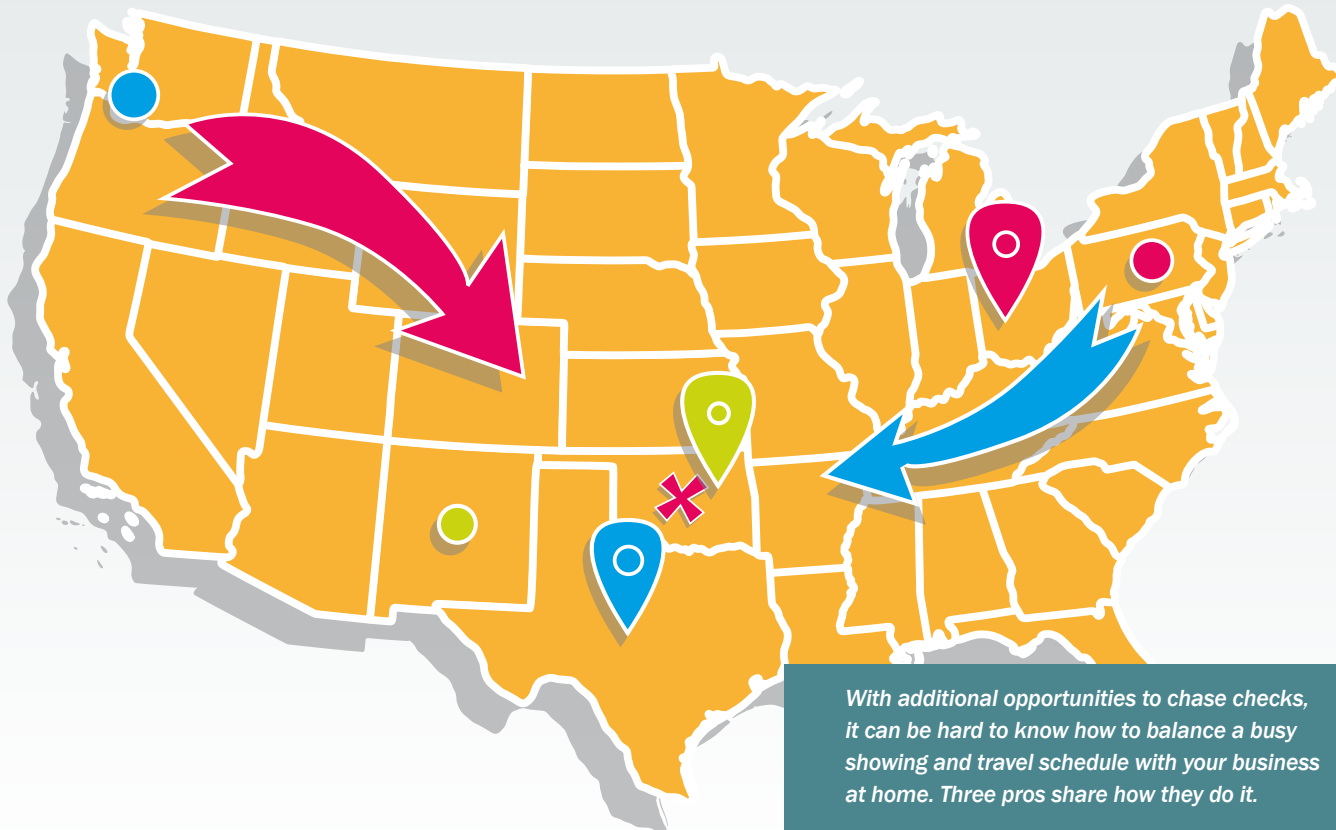 With additional opportunities to chase checks,
it can be hard to know how to balance a busy
showing and travel schedule with your business
at home. Three pros share how they do it.